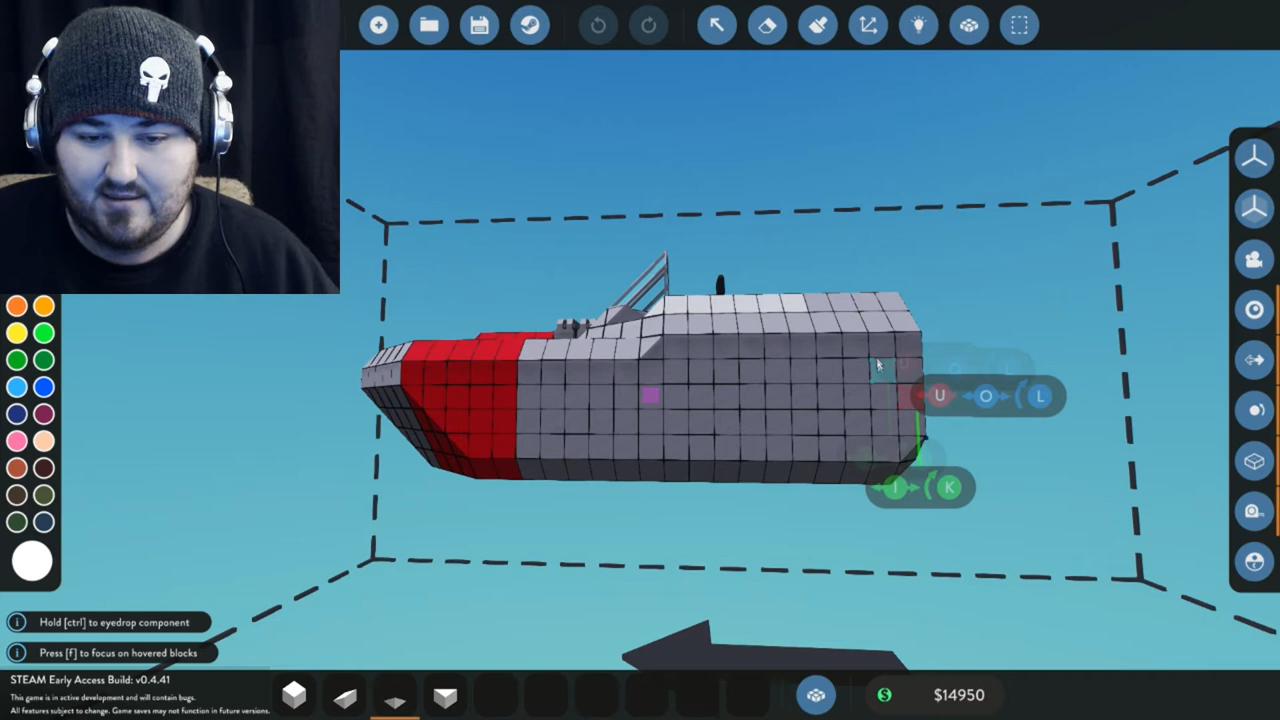 U O L
I K
Hold [ctrl] to eyedrop component
Press [f] to focus on hovered blocks
STEAM Early Access Build: v0.4.41
This game is in active development and will contain bugs.
All features subject to change. Game saves may not function in future versions.
$ $14950